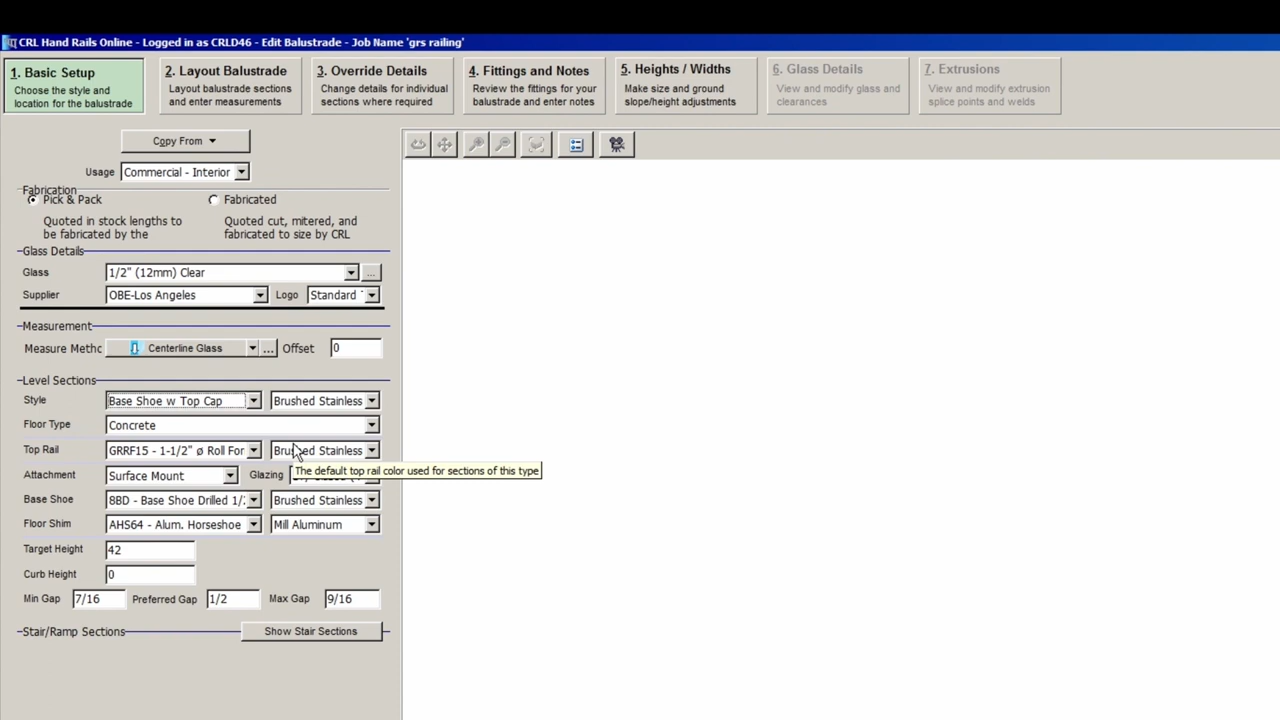 CRL Hand Rails Online - Logged in as CRLD46 - Edit Balustrade - Job Name 'grs railing'
1. Basic Setup
Choose the style and
location for the balustrade
2. Layout Balustrade
Layout balustrade sections
and enter measurements
3. Override Details
Change details for individual
sections where required
4. Fittings and Notes
Review the fittings for your
balustrade and enter notes
5. Heights / Widths
Make size and ground
slope/height adjustments
6. Glass Details
View and modify glass and
clearances
7. Extrusions
View and modify extrusion
splice points and welds
Copy From
Usage Commercial - Interior
Fabrication
Pick & Pack Fabricated
Quoted in stock lengths to
be fabricated by the
Quoted cut, mitered, and
fabricated to size by CRL
Glass Details
Glass 1/2" (12mm) Clear ...
Supplier OBE-Los Angeles Logo Standard
Measurement
Measure Methc Centerline Glass ... Offset 0
Level Sections
Style Base Shoe w Top Cap Brushed Stainless
Floor Type Concrete
Top Rail GRRF15 - 1-1/2" ø Roll For Brushed Stainless
The default top rail color used for sections of this type
Attachment Surface Mount Glazing
Base Shoe 8BD - Base Shoe Drilled 1/2 Brushed Stainless
Floor Shim AHS64 - Alum. Horseshoe Mill Aluminum
Target Height 42
Curb Height 0
Min Gap 7/16 Preferred Gap 1/2 Max Gap 9/16
Stair/Ramp Sections Show Stair Sections